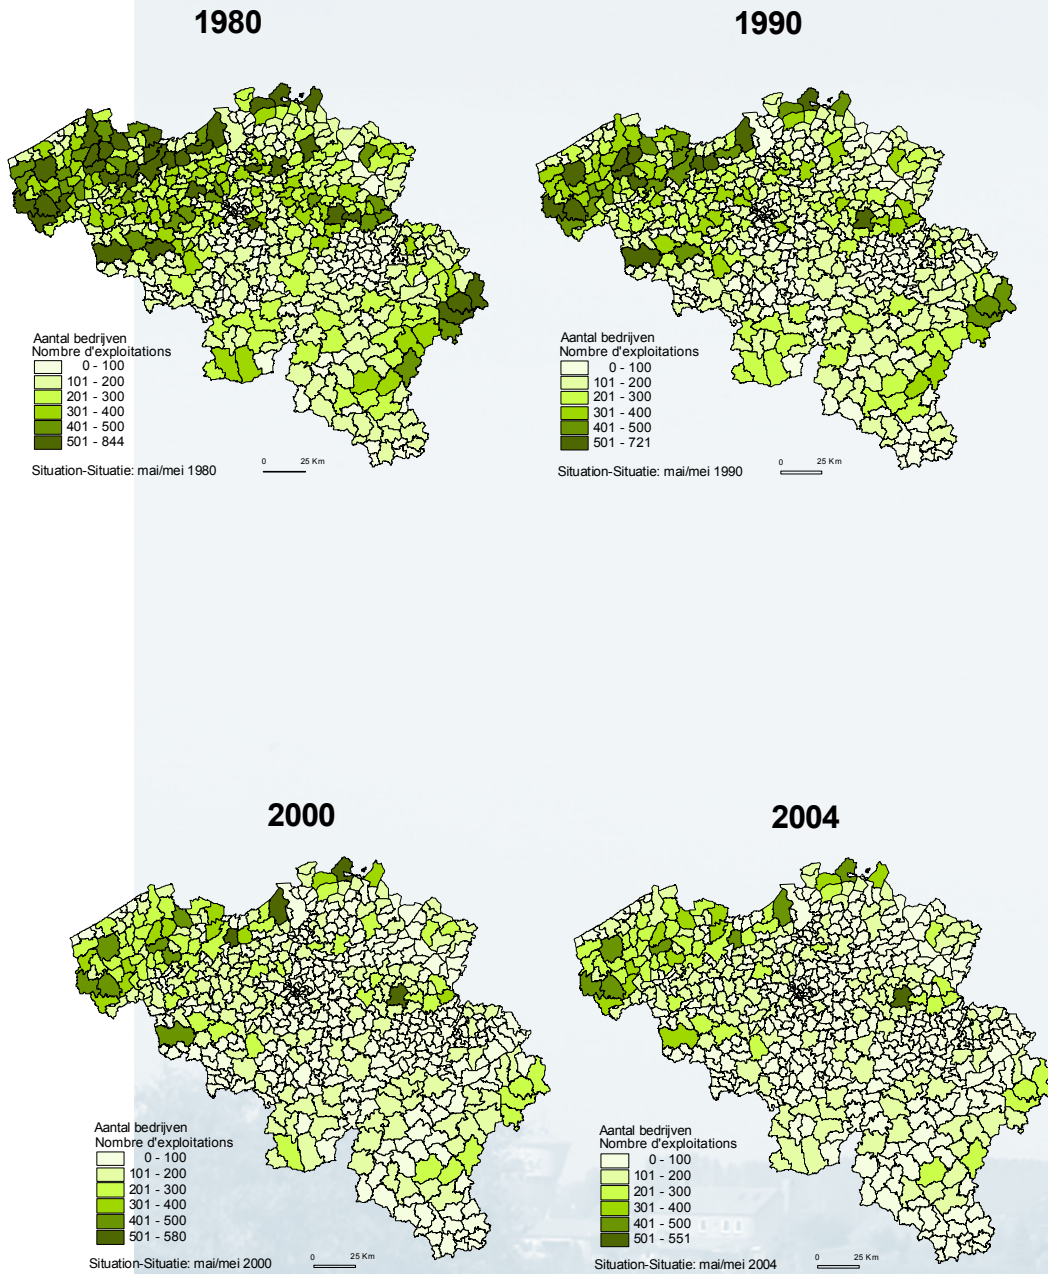 1980
Aantal bedrijven
Nombre d'exploitations
0 - 100
101 - 200
201 - 300
301 - 400
401 - 500
501 - 844
Situation-Situatie: mai/mei 1980
0 25 Km
1990
Aantal bedrijven
Nombre d'exploitations
0 - 100
101 - 200
201 - 300
301 - 400
401 - 500
501 - 721
Situation-Situatie: mai/mei 1990
0 25 Km
2000
Aantal bedrijven
Nombre d'exploitations
0 - 100
101 - 200
201 - 300
301 - 400
401 - 500
501 - 580
Situation-Situatie: mai/mei 2000
0 25 Km
2004
Aantal bedrijven
Nombre d'exploitations
0 - 100
101 - 200
201 - 300
301 - 400
401 - 500
501 - 551
Situation-Situatie: mai/mei 2004
0 25 Km